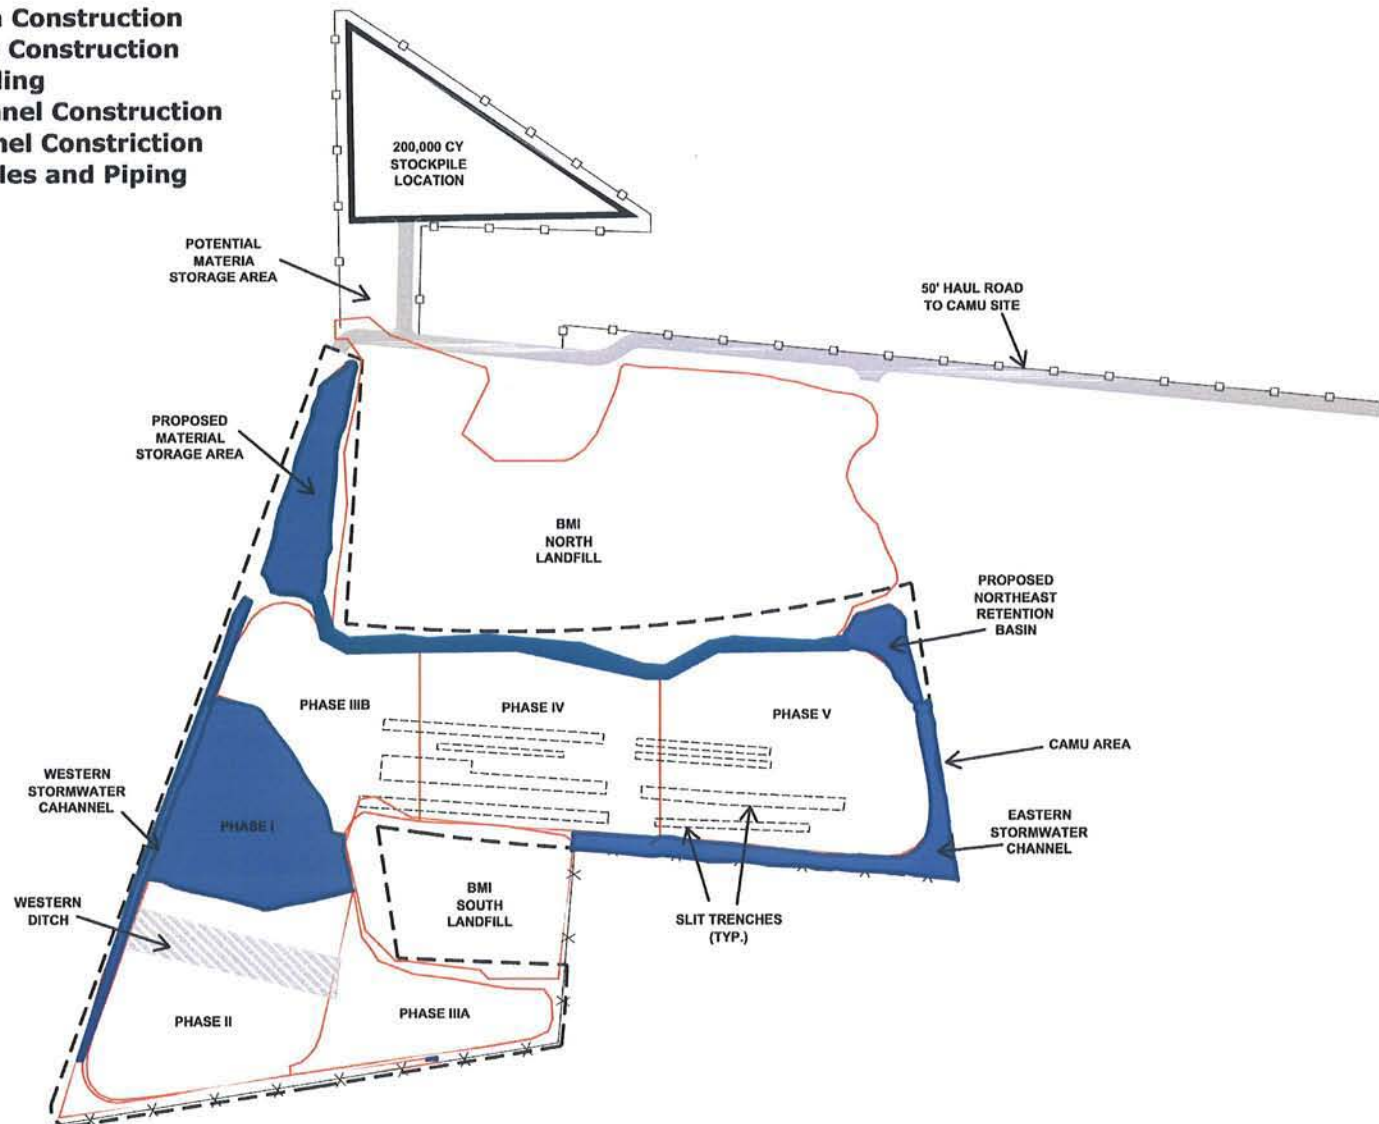 Construction
Construction
ling
nnel Construction
nel Constriction
les and Piping
200,000 CY
STOCKPILE
LOCATION
POTENTIAL
MATERIA
STORAGE AREA
50' HAUL ROAD
TO CAMU SITE
PROPOSED
MATERIAL
STORAGE AREA
BMI
NORTH
LANDFILL
PROPOSED
NORTHEAST
RETENTION
BASIN
PHASE IIIB
PHASE IV
PHASE V
CAMU AREA
WESTERN
STORMWATER
CAHANNEL
PHASE I
EASTERN
STORMWATER
CHANNEL
BMI
SOUTH
LANDFILL
WESTERN
DITCH
SLIT TRENCHES
(TYP.)
PHASE II
PHASE IIIA